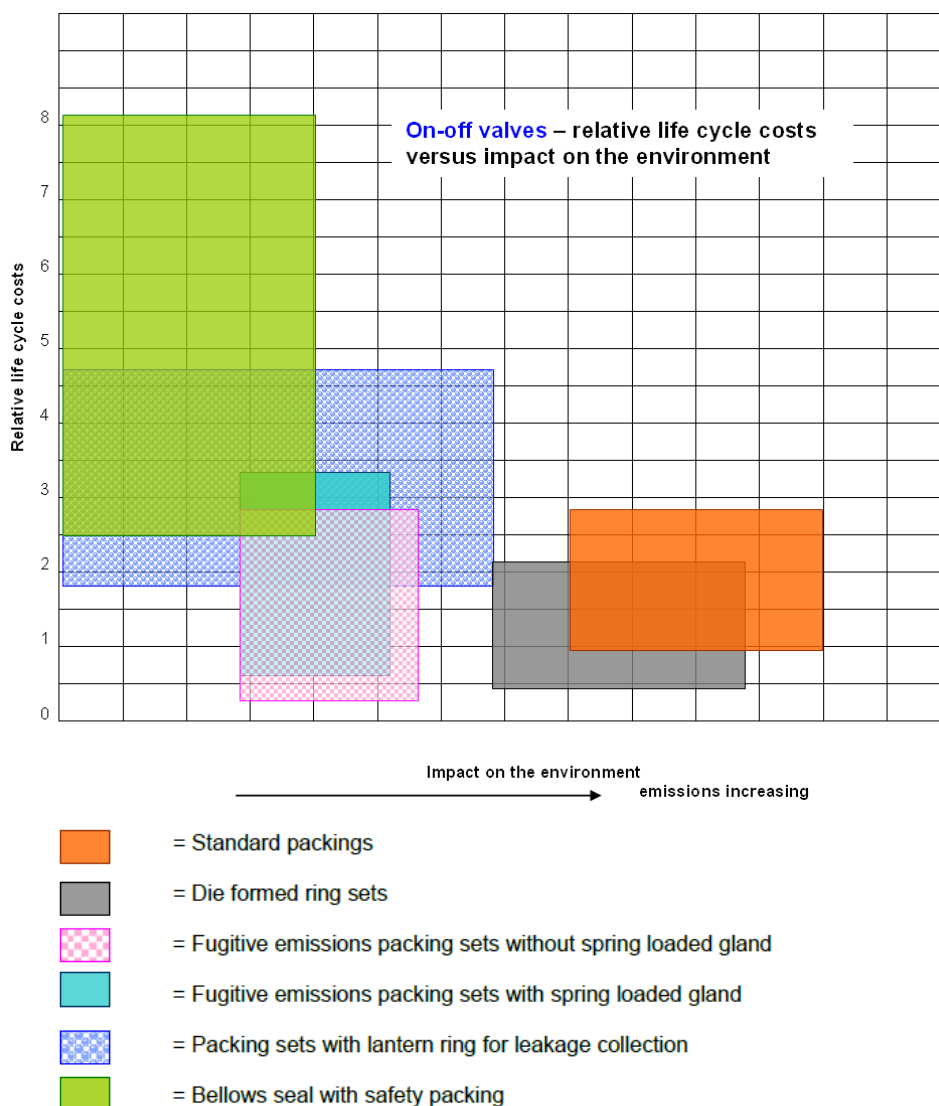 On-off valves – relative life cycle costs
versus impact on the environment
Relative life cycle costs
8
7
6
5
4
3
2
1
0
Impact on the environment
emissions increasing
= Standard packings
= Die formed ring sets
= Fugitive emissions packing sets without spring loaded gland
= Fugitive emissions packing sets with spring loaded gland
= Packing sets with lantern ring for leakage collection
= Bellows seal with safety packing